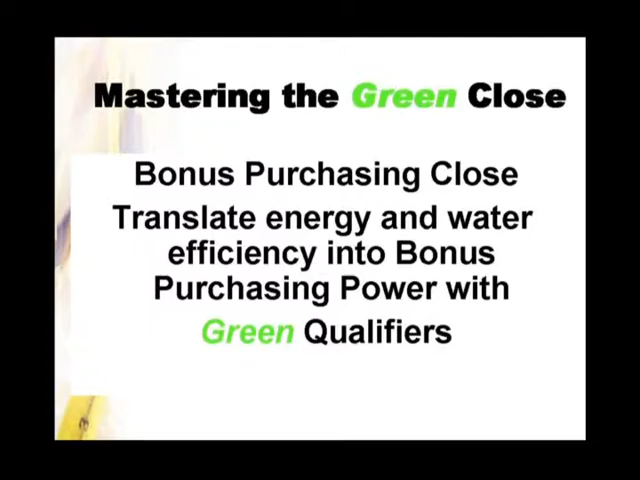 Mastering the Green Close
Bonus Purchasing Close
Translate energy and water
efficiency into Bonus
Purchasing Power with
Green Qualifiers